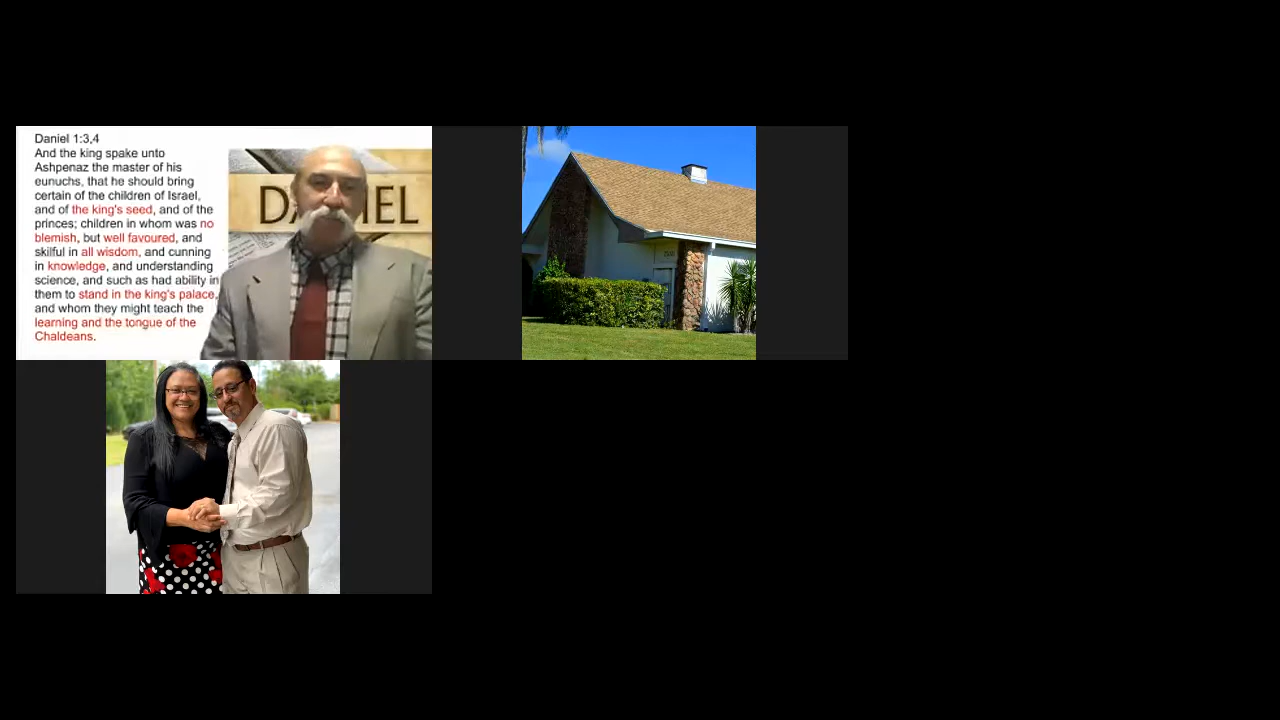 Daniel 1:3,4
And the king spake unto
Ashpenaz the master of his
eunuchs, that he should bring
certain of the children of Israel,
and of the king's seed, and of the
princes; children in whom was no
blemish, but well favoured, and
skilful in all wisdom, and cunning
in knowledge, and understanding
science, and such as had ability in
them to stand in the king's palace,
and whom they might teach the
learning and the tongue of the
Chaldeans.